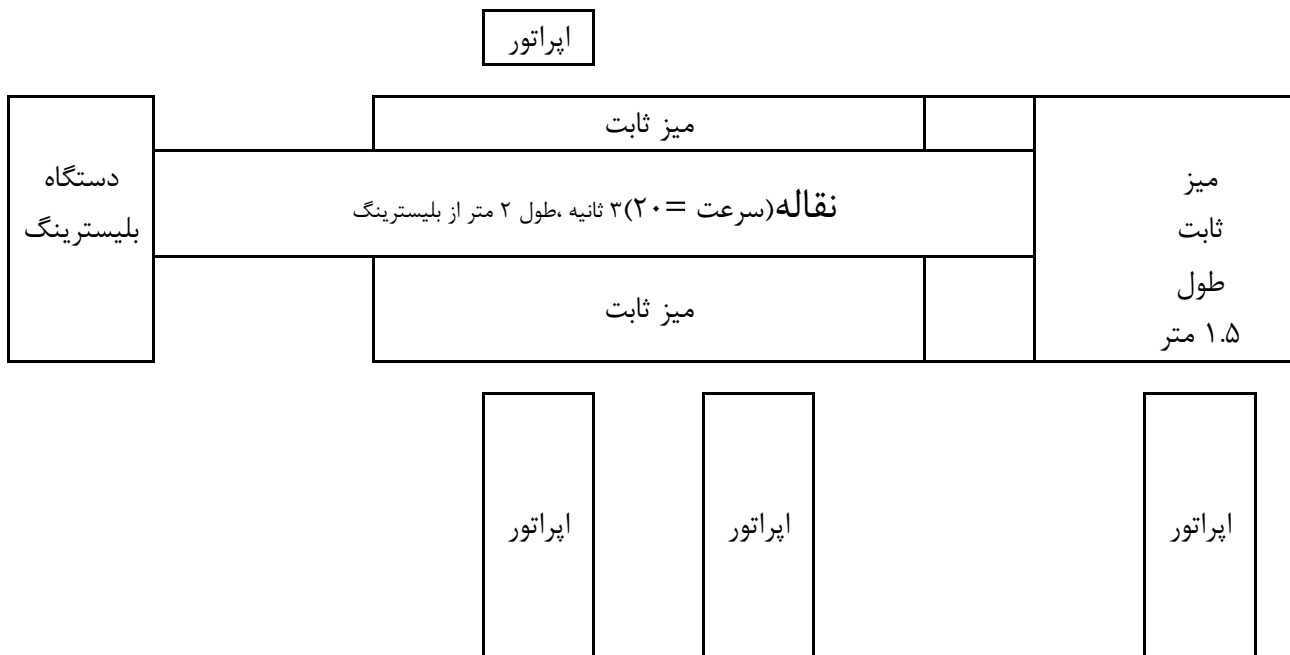 اپراتور
میز ثابت
دستگاه
بلیسترینگ
نقاله(سرعت =۲۰)۳ ثانیه ،طول ۲ متر از بلیسترینگ
میز
ثابت
طول
۱.۵ متر
میز ثابت
اپراتور
اپراتور
اپراتور